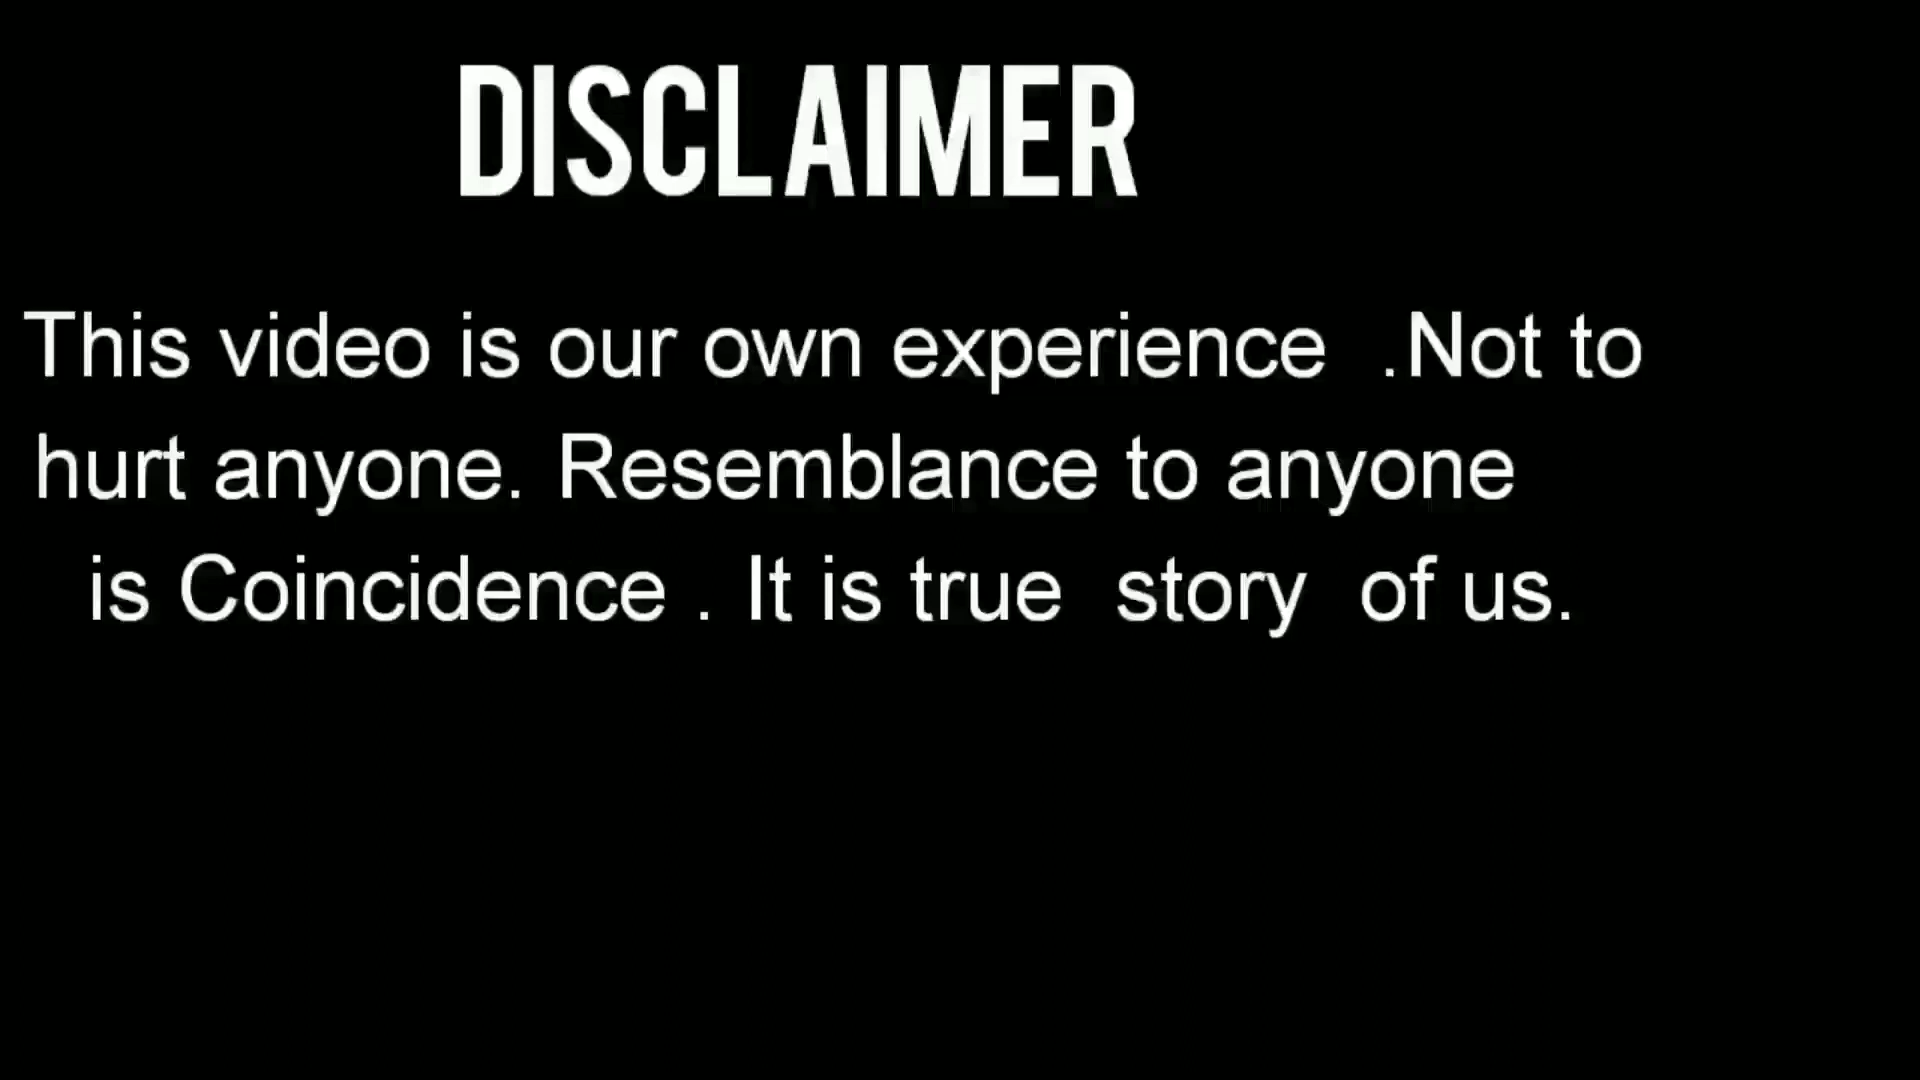 DISCLAIMER
This video is our own experience  .Not to
hurt anyone. Resemblance to anyone
is Coincidence . It is true  story  of us.